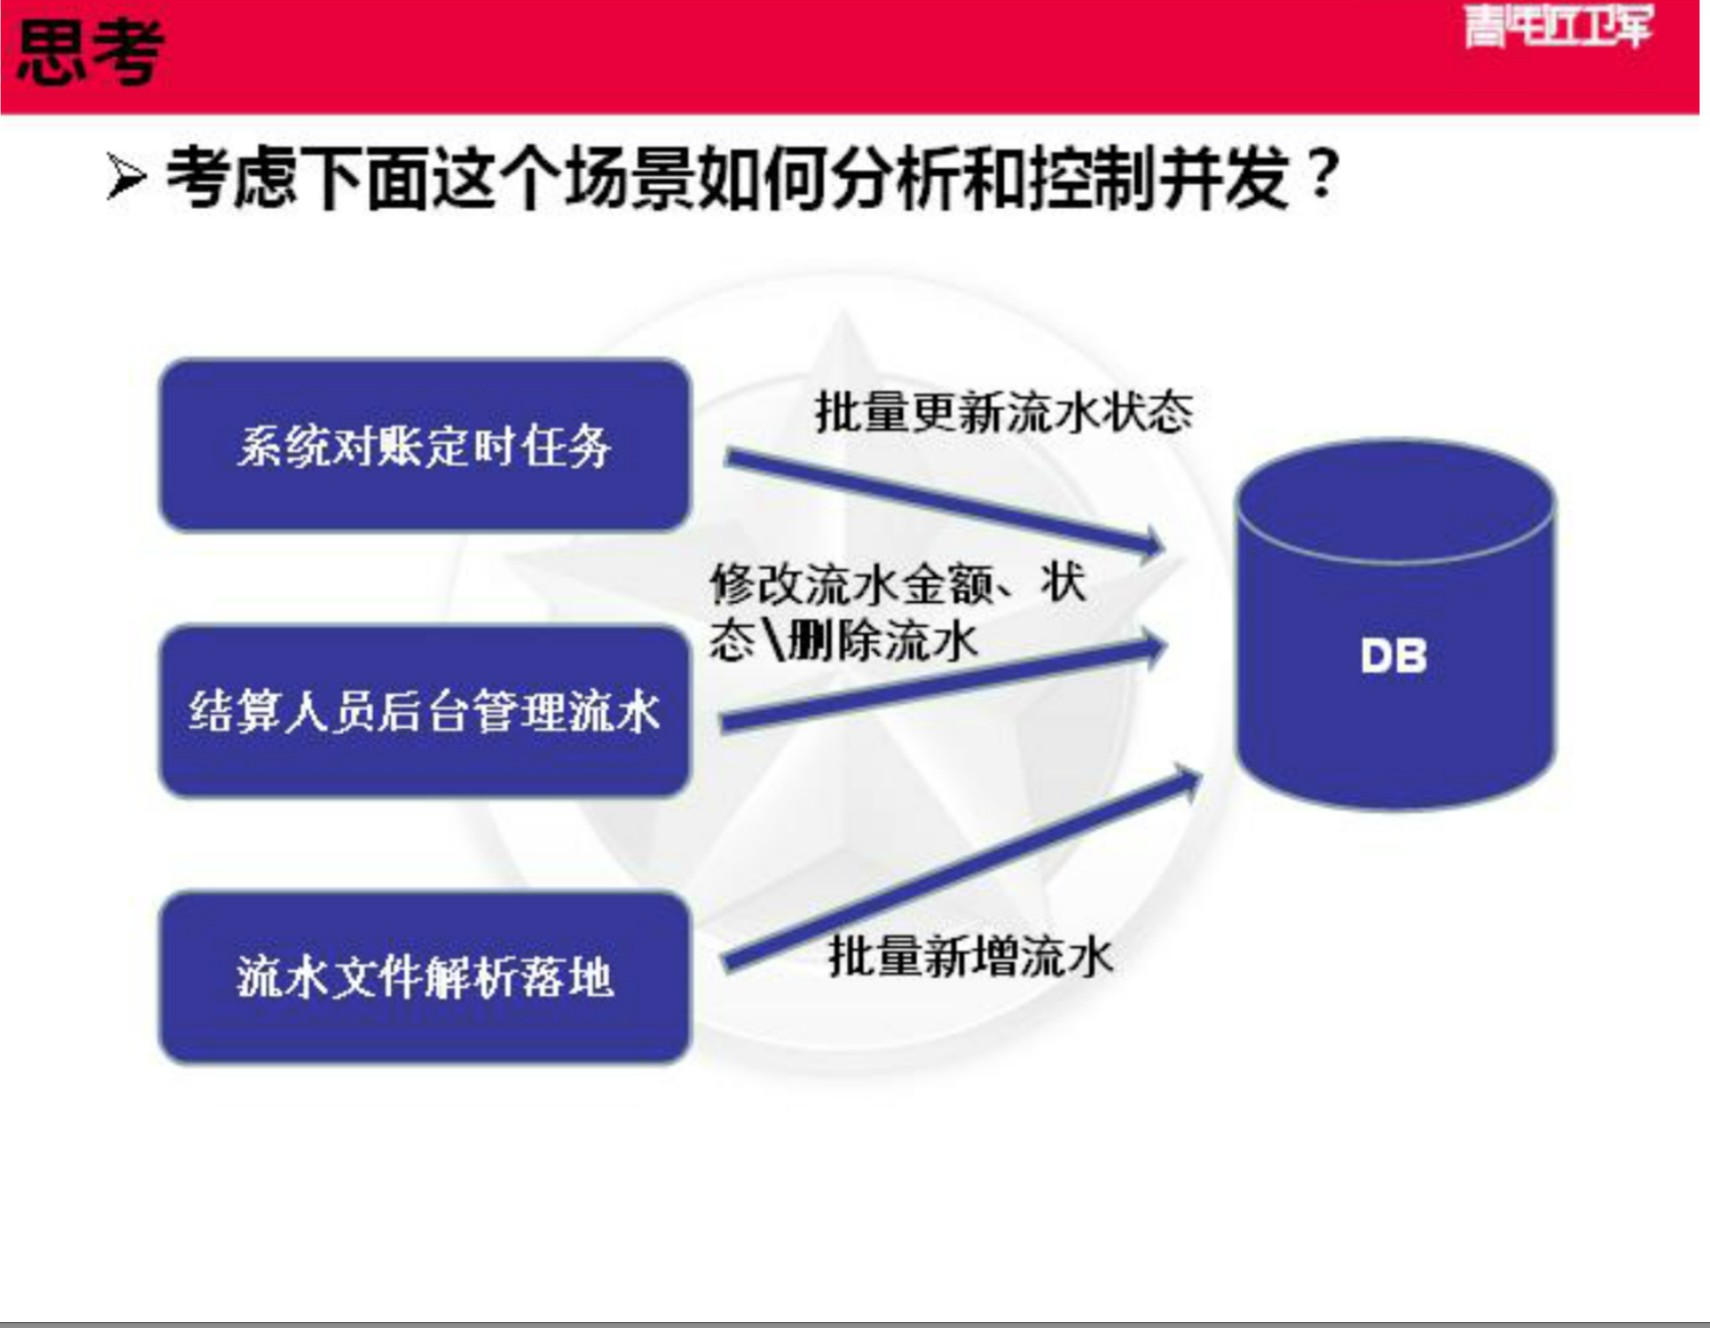 思考
青年近卫军
考虑下面这个场景如何分析和控制并发？
系统对账定时任务
批量更新流水状态
修改流水金额、状
态\删除流水
结算人员后台管理流水
DB
流水文件解析落地
批量新增流水